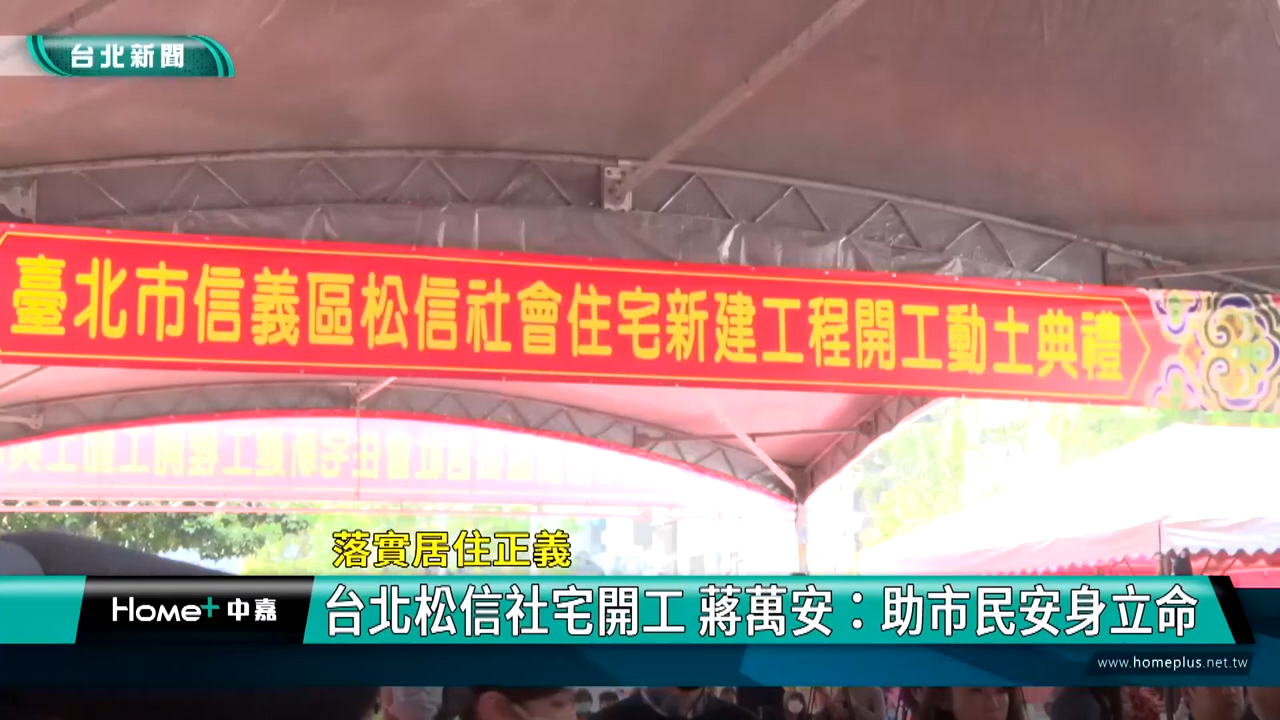 台北新聞
臺北市信義區松信社會住宅新建工程開工動土典禮
落實居住正義
Home+中嘉
台北松信社宅開工 蔣萬安：助市民安身立命
www.homeplus.net.tw